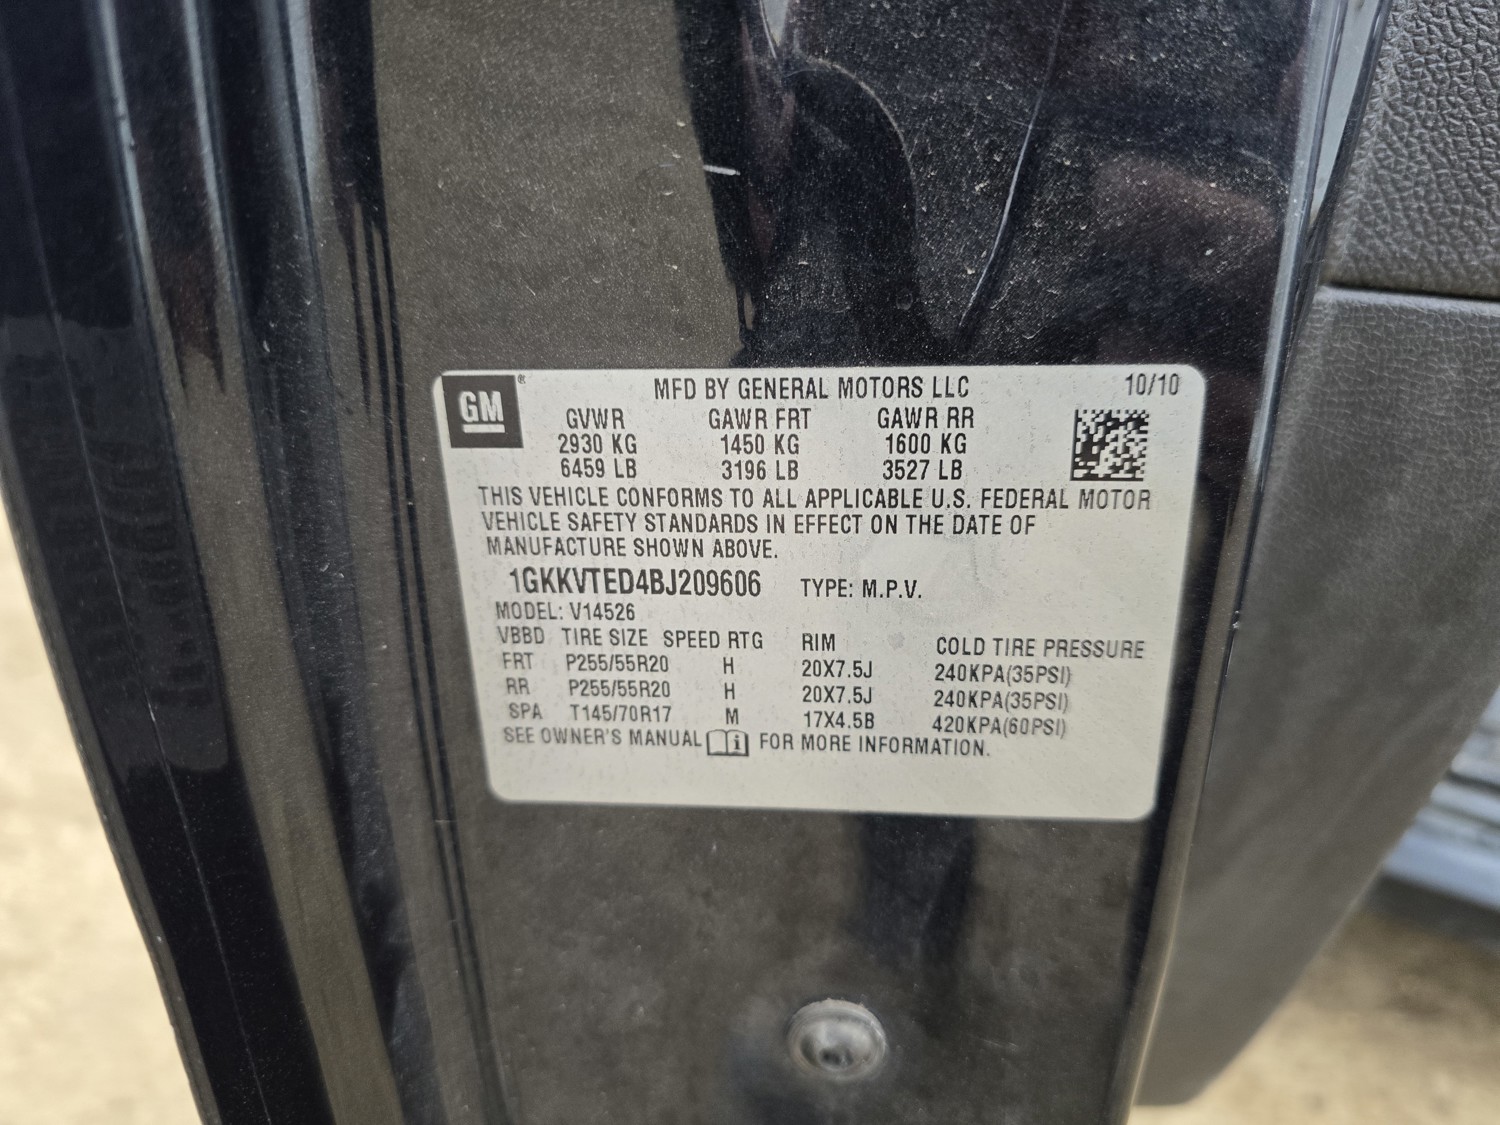 GM® MFD BY GENERAL MOTORS LLC 10/10
GVWR GAWR FRT GAWR RR
2930 KG 1450 KG 1600 KG
6459 LB 3196 LB 3527 LB
THIS VEHICLE CONFORMS TO ALL APPLICABLE U.S. FEDERAL MOTOR
VEHICLE SAFETY STANDARDS IN EFFECT ON THE DATE OF
MANUFACTURE SHOWN ABOVE.
1GKKVTED4BJ209606 TYPE: M.P.V.
MODEL: V14526
VBBD TIRE SIZE SPEED RTG RIM COLD TIRE PRESSURE
FRT P255/55R20 H 20X7.5J 240KPA(35PSI)
RR P255/55R20 H 20X7.5J 240KPA(35PSI)
SPA T145/70R17 M 17X4.5B 420KPA(60PSI)
SEE OWNER'S MANUAL i FOR MORE INFORMATION.